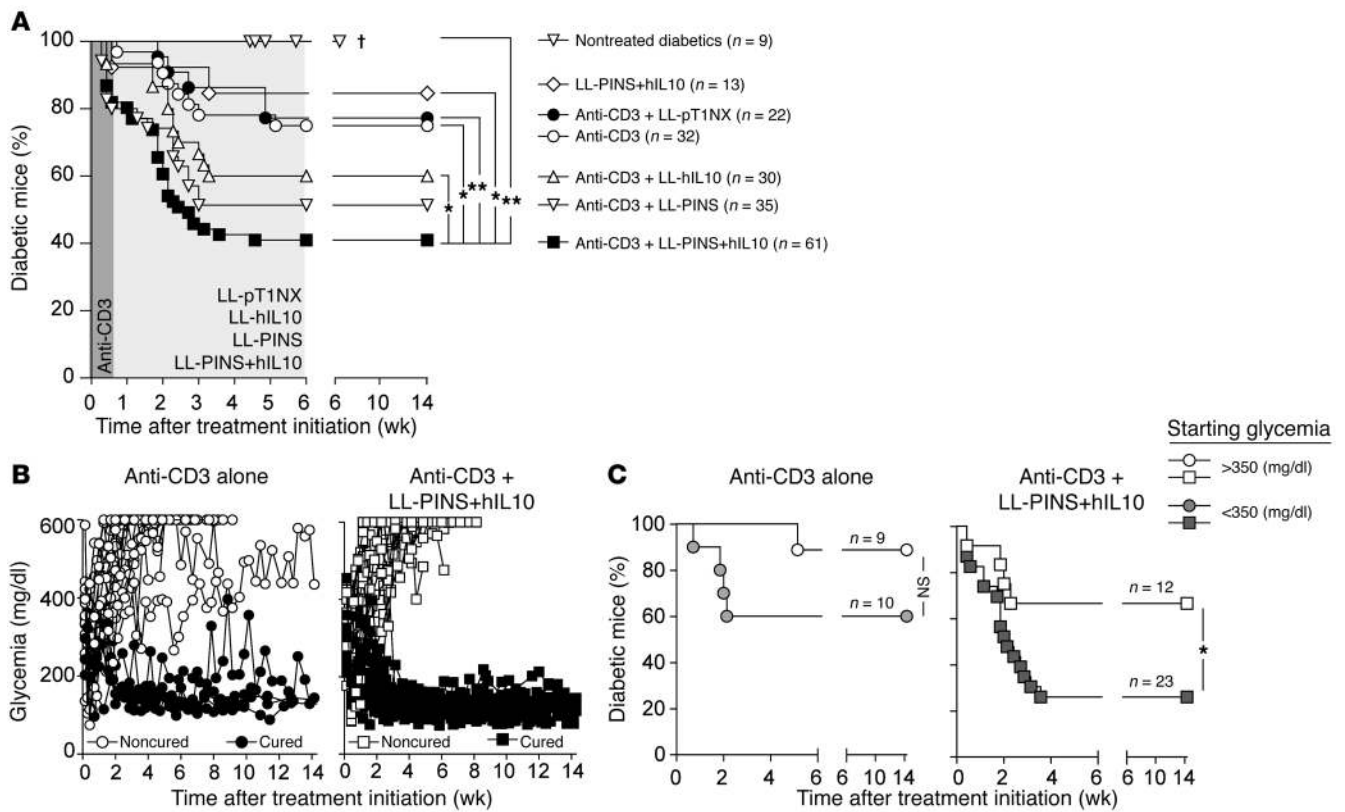 A
Diabetic mice (%)
100
80
60
40
20
0
Anti-CD3
LL-pT1NX
LL-hIL10
LL-PINS
LL-PINS+hIL10
†
*
* **
* **
0 1 2 3 4 5 6 6 10 14
Time after treatment initiation (wk)
Nontreated diabetics (n = 9)
LL-PINS+hIL10 (n = 13)
Anti-CD3 + LL-pT1NX (n = 22)
Anti-CD3 (n = 32)
Anti-CD3 + LL-hIL10 (n = 30)
Anti-CD3 + LL-PINS (n = 35)
Anti-CD3 + LL-PINS+hIL10 (n = 61)
B
Anti-CD3 alone
Anti-CD3 +
LL-PINS+hIL10
Glycemia (mg/dl)
600
400
200
0
Noncured Cured
Noncured Cured
0 2 4 6 8 10 12 14
0 2 4 6 8 10 12 14
Time after treatment initiation (wk)
C
Anti-CD3 alone
Anti-CD3 +
LL-PINS+hIL10
Starting glycemia
>350 (mg/dl)
<350 (mg/dl)
Diabetic mice (%)
100
80
60
40
20
0
n = 9
n = 10
NS
n = 12
n = 23
*
0 2 4 6 6 10 14
0 2 4 6 6 10 14
Time after treatment initiation (wk)